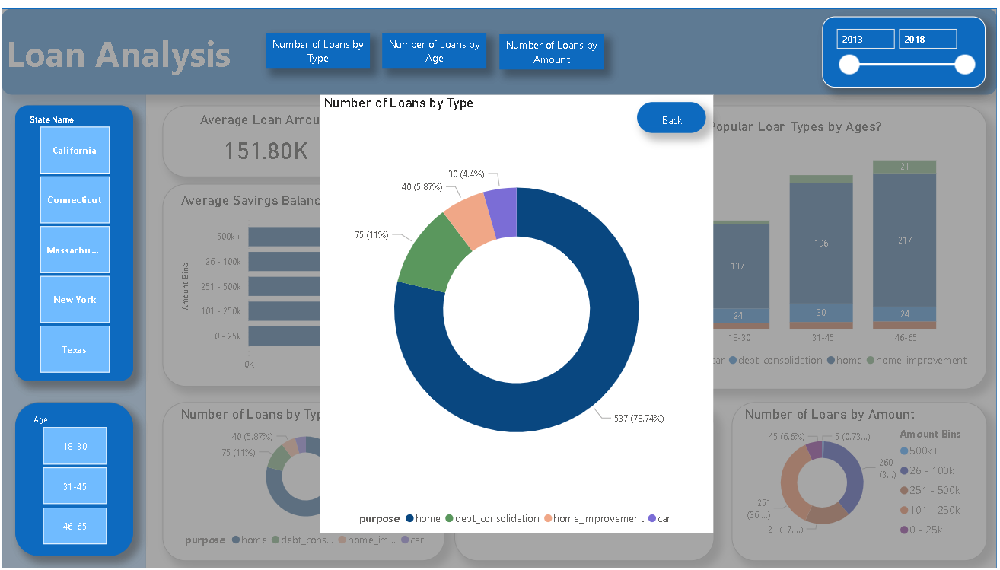 Loan Analysis
Number of Loans by
Type
Number of Loans by
Age
Number of Loans by
Amount
2013
2018
State Name
California
Connecticut
Massachu...
New York
Texas
Age
18-30
31-45
46-65
Average Loan Amou
151.80K
Average Savings Balanc
Amount Bins
500k+
26 - 100k
251 - 500k
101 - 250k
0 - 25k
0K
Number of Loans by Type
Back
30 (4.4%)
40 (5.87%)
75 (11%)
537 (78.74%)
purpose home debt_consolidation home_improvement car
Popular Loan Types by Ages?
21
137
196
217
24
30
24
18-30
31-45
46-65
car debt_consolidation home home_improvement
Number of Loans by Typ
40 (5.87%)
75 (11%)
purpose home debt_cons... home_im... car
Number of Loans by Amount
45 (6.6%)
5 (0.73...)
260
(3...)
251
(36....)
121 (17....)
Amount Bins
500k+
26 - 100k
251 - 500k
101 - 250k
0 - 25k